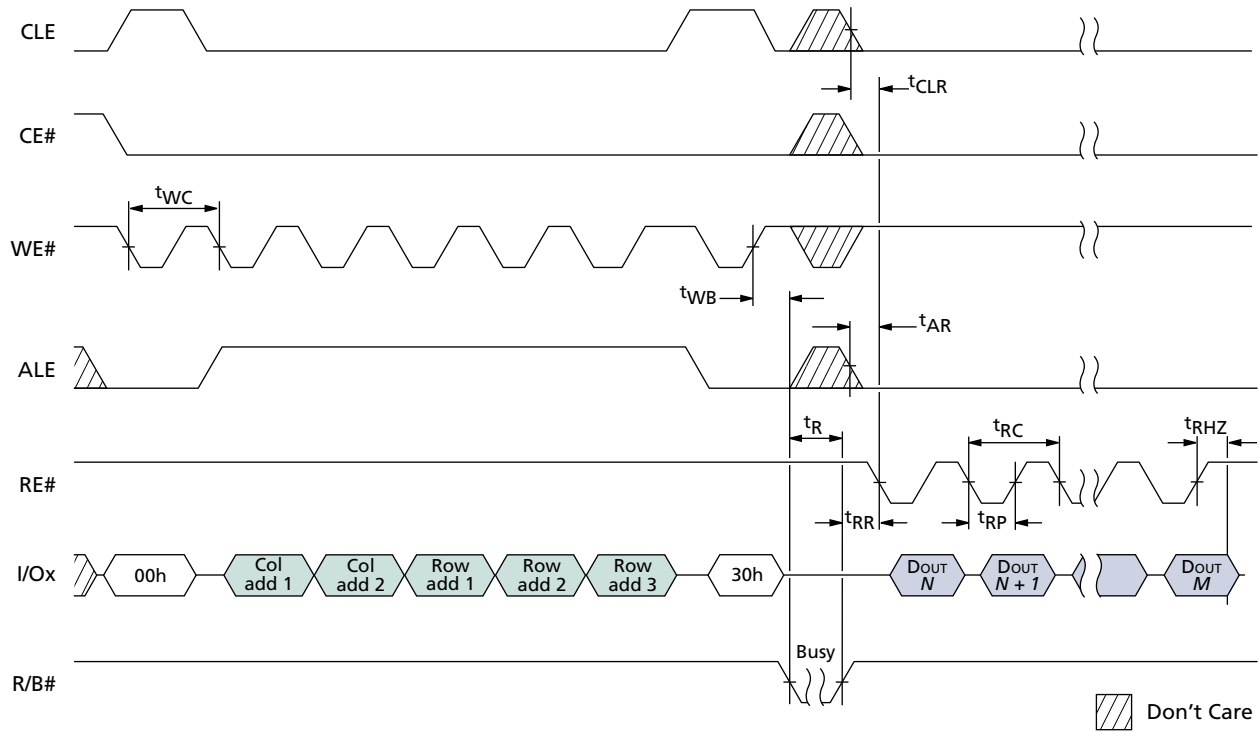 CLE
tCLR
CE#
tWC
WE#
tWB
tAR
ALE
tR
tRC
tRHZ
RE#
tRR
tRP
I/Ox
00h
Col
add 1
Col
add 2
Row
add 1
Row
add 2
Row
add 3
30h
DOUT
N
DOUT
N + 1
DOUT
M
Busy
R/B#
Don't Care